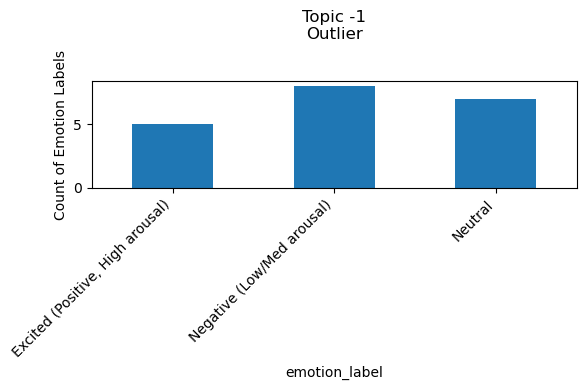 Topic -1
Outlier
Count of Emotion Labels
5
0
Excited (Positive, High arousal)
Negative (Low/Med arousal)
Neutral
emotion_label